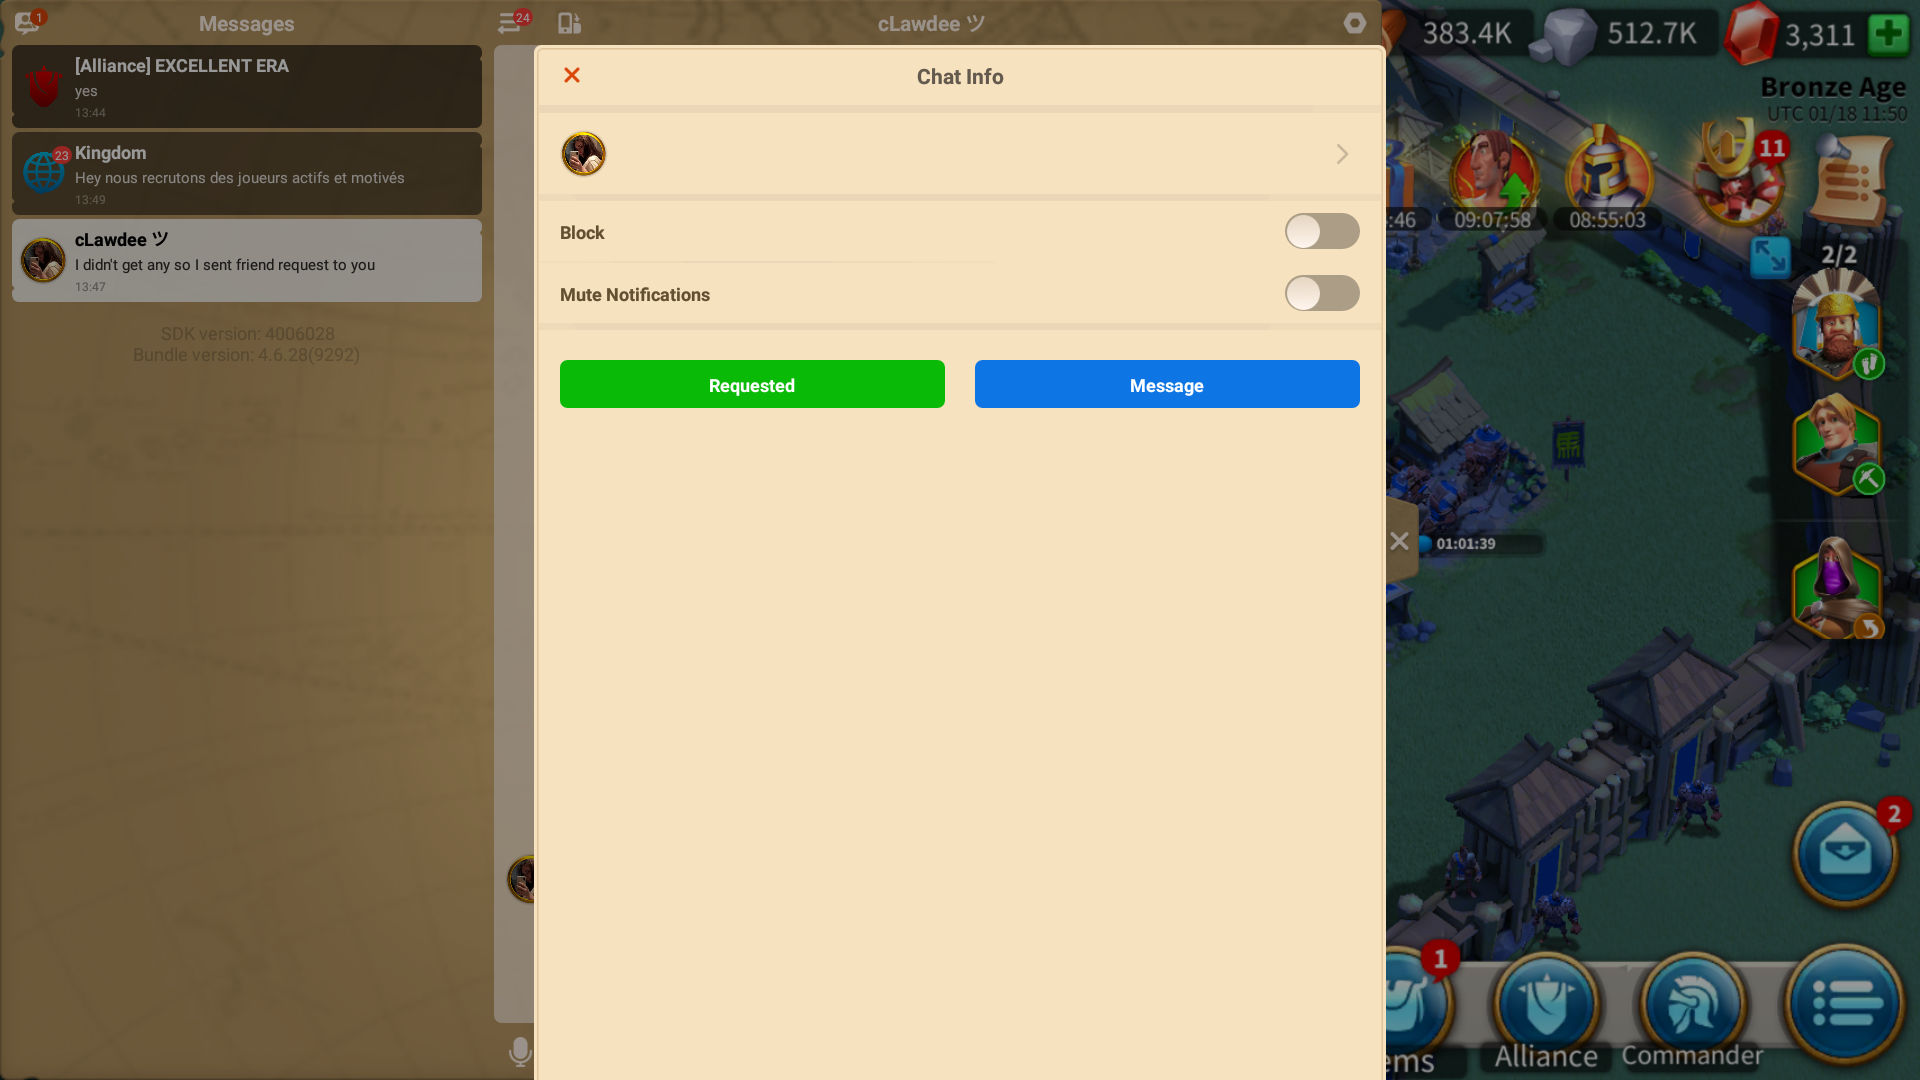 1
Messages
24
cLawdee ツ
383.4K
512.7K
3,311
[Alliance] EXCELLENT ERA
yes
13:44
Chat Info
Bronze Age
UTC 01/18 11:50
23
Kingdom
Hey nous recrutons des joueurs actifs et motivés
13:49
11
:46
09:07:58
08:55:03
cLawdee ツ
I didn't get any so I sent friend request to you
13:47
Block
2/2
Mute Notifications
SDK version: 4006028
Bundle version: 4.6.28(9292)
Requested
Message
01:01:39
2
1
ems
Alliance
Commander